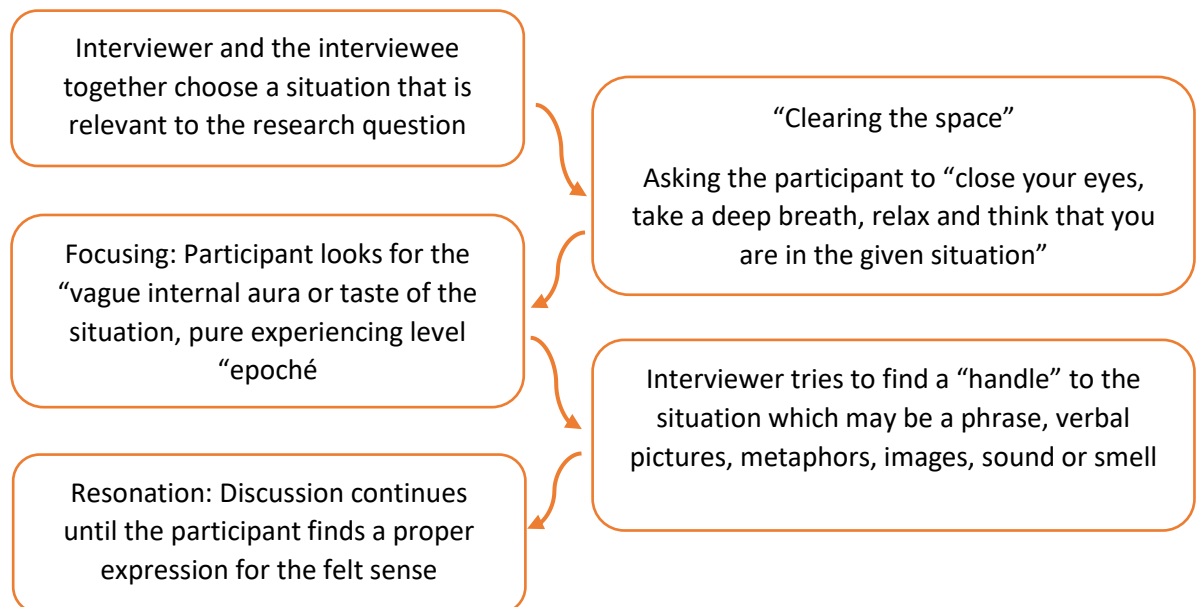 Interviewer and the interviewee
together choose a situation that is
relevant to the research question
“Clearing the space”
Asking the participant to “close your eyes,
take a deep breath, relax and think that you
are in the given situation”
Focusing: Participant looks for the
“vague internal aura or taste of the
situation, pure experiencing level
“epoché
Interviewer tries to find a “handle” to the
situation which may be a phrase, verbal
pictures, metaphors, images, sound or smell
Resonation: Discussion continues
until the participant finds a proper
expression for the felt sense